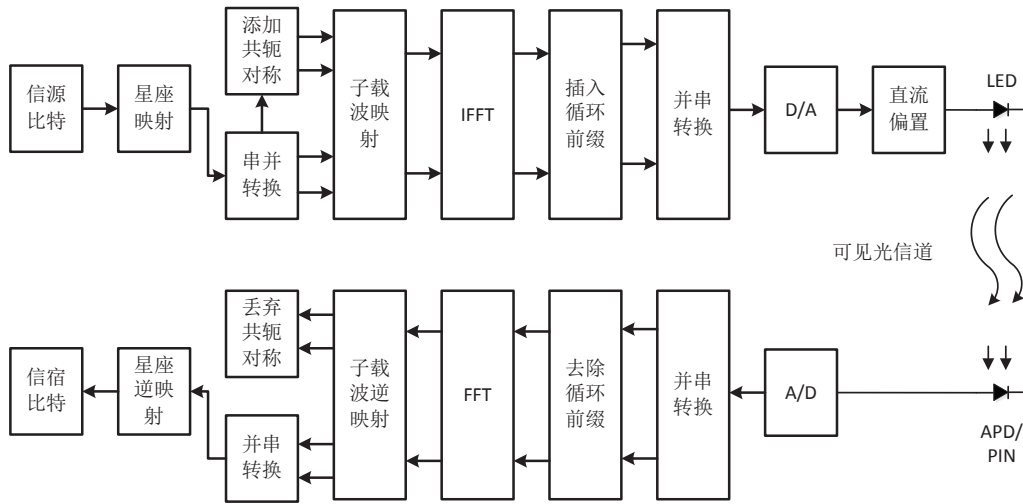 信源
比特
星座
映射
添加
共轭
对称
串并
转换
子载
波映
射
IFFT
插入
循环
前缀
并串
转换
D/A
直流
偏置
LED
可见光信道
信宿
比特
星座
逆映
射
丢弃
共轭
对称
并串
转换
子载
波逆
映射
FFT
去除
循环
前缀
并串
转换
A/D
APD/
PIN